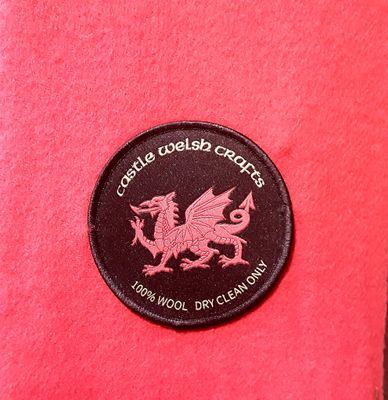 castle welsh crafts
100% WOOL DRY CLEAN ONLY